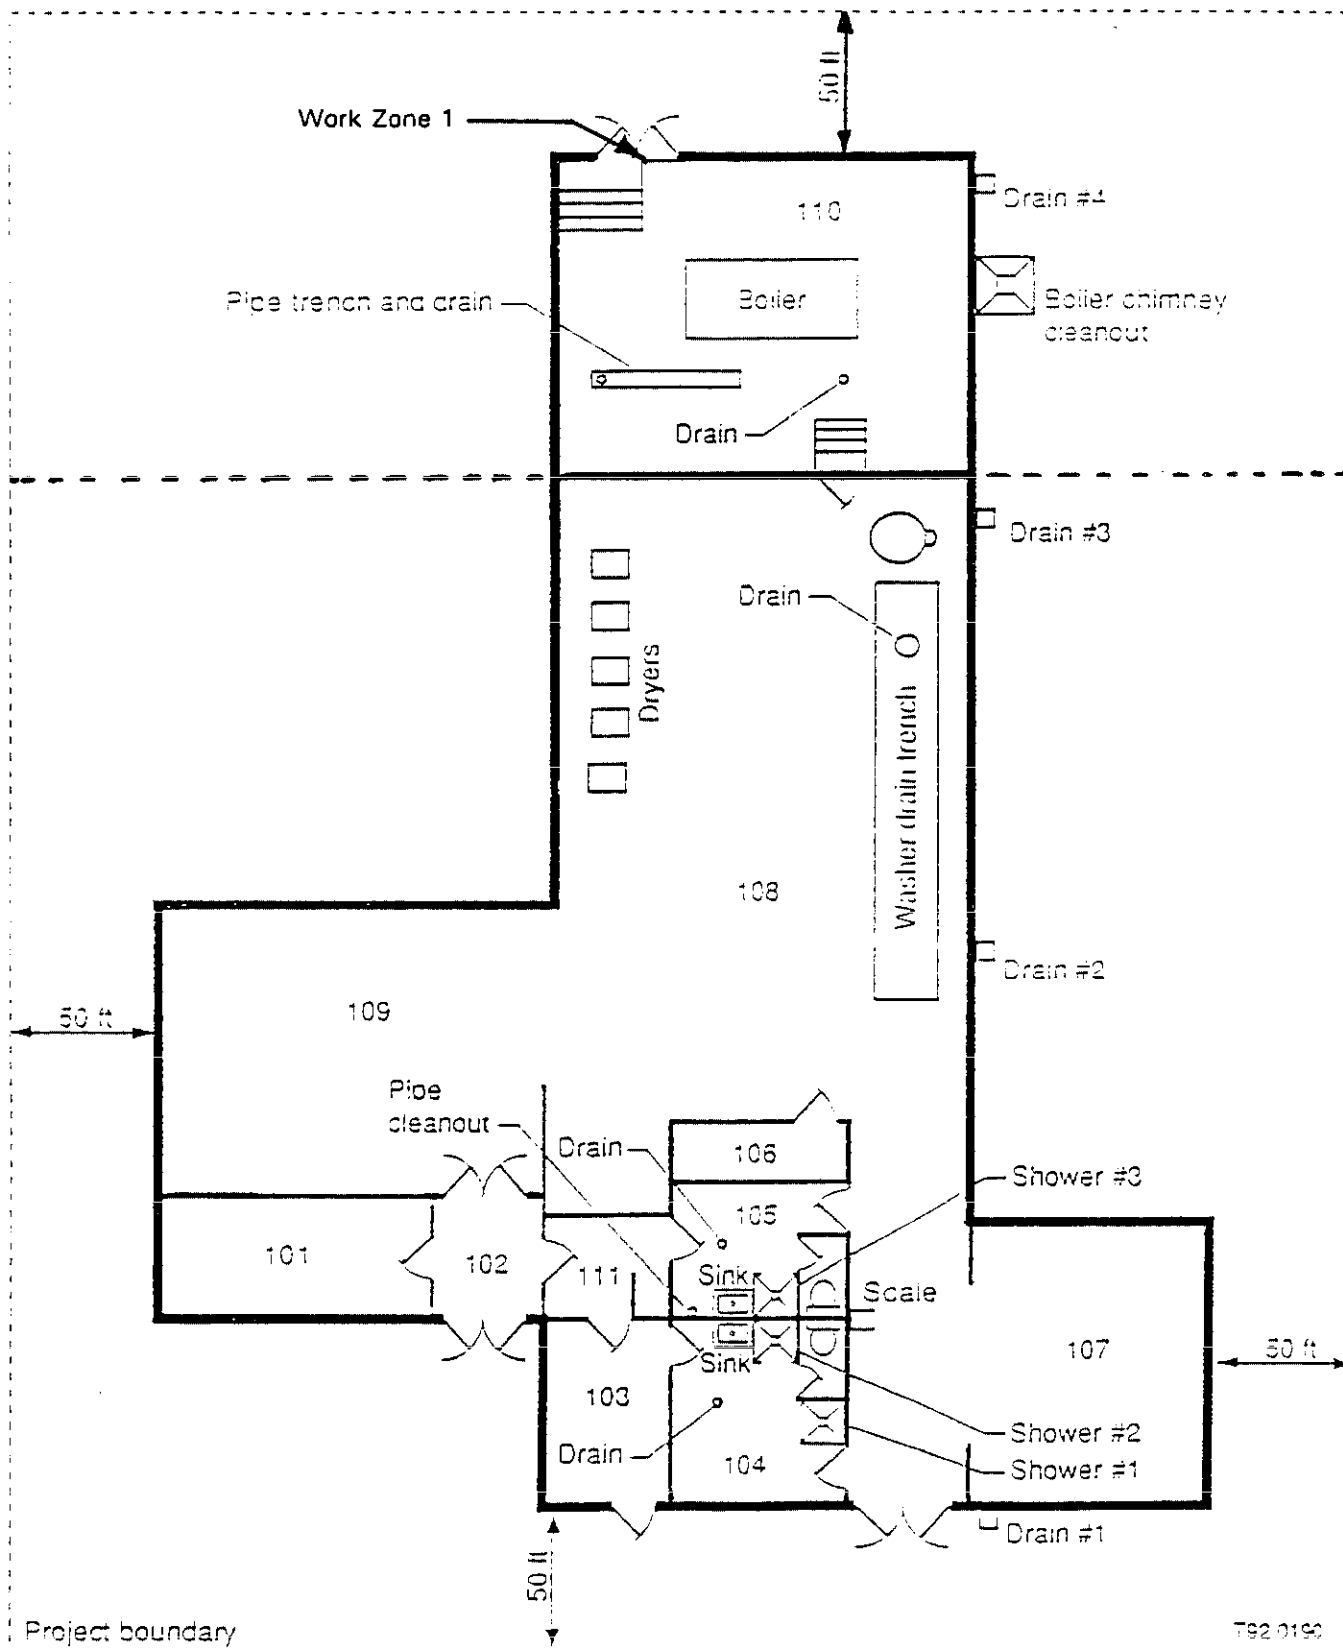 50 ft
Work Zone 1
Drain #4
110
Pipe trench and drain
Boiler
Boiler chimney
cleanout
Drain
Drain #3
Drain
Dryers
Washer drain trench
108
Drain #2
109
50 ft
Pipe
cleanout
Drain
106
Shower #3
105
101
102
111
Sink
Scale
107
50 ft
Sink
103
Shower #2
Drain
104
Shower #1
Drain #1
50 ft
Project boundary
T92 0190